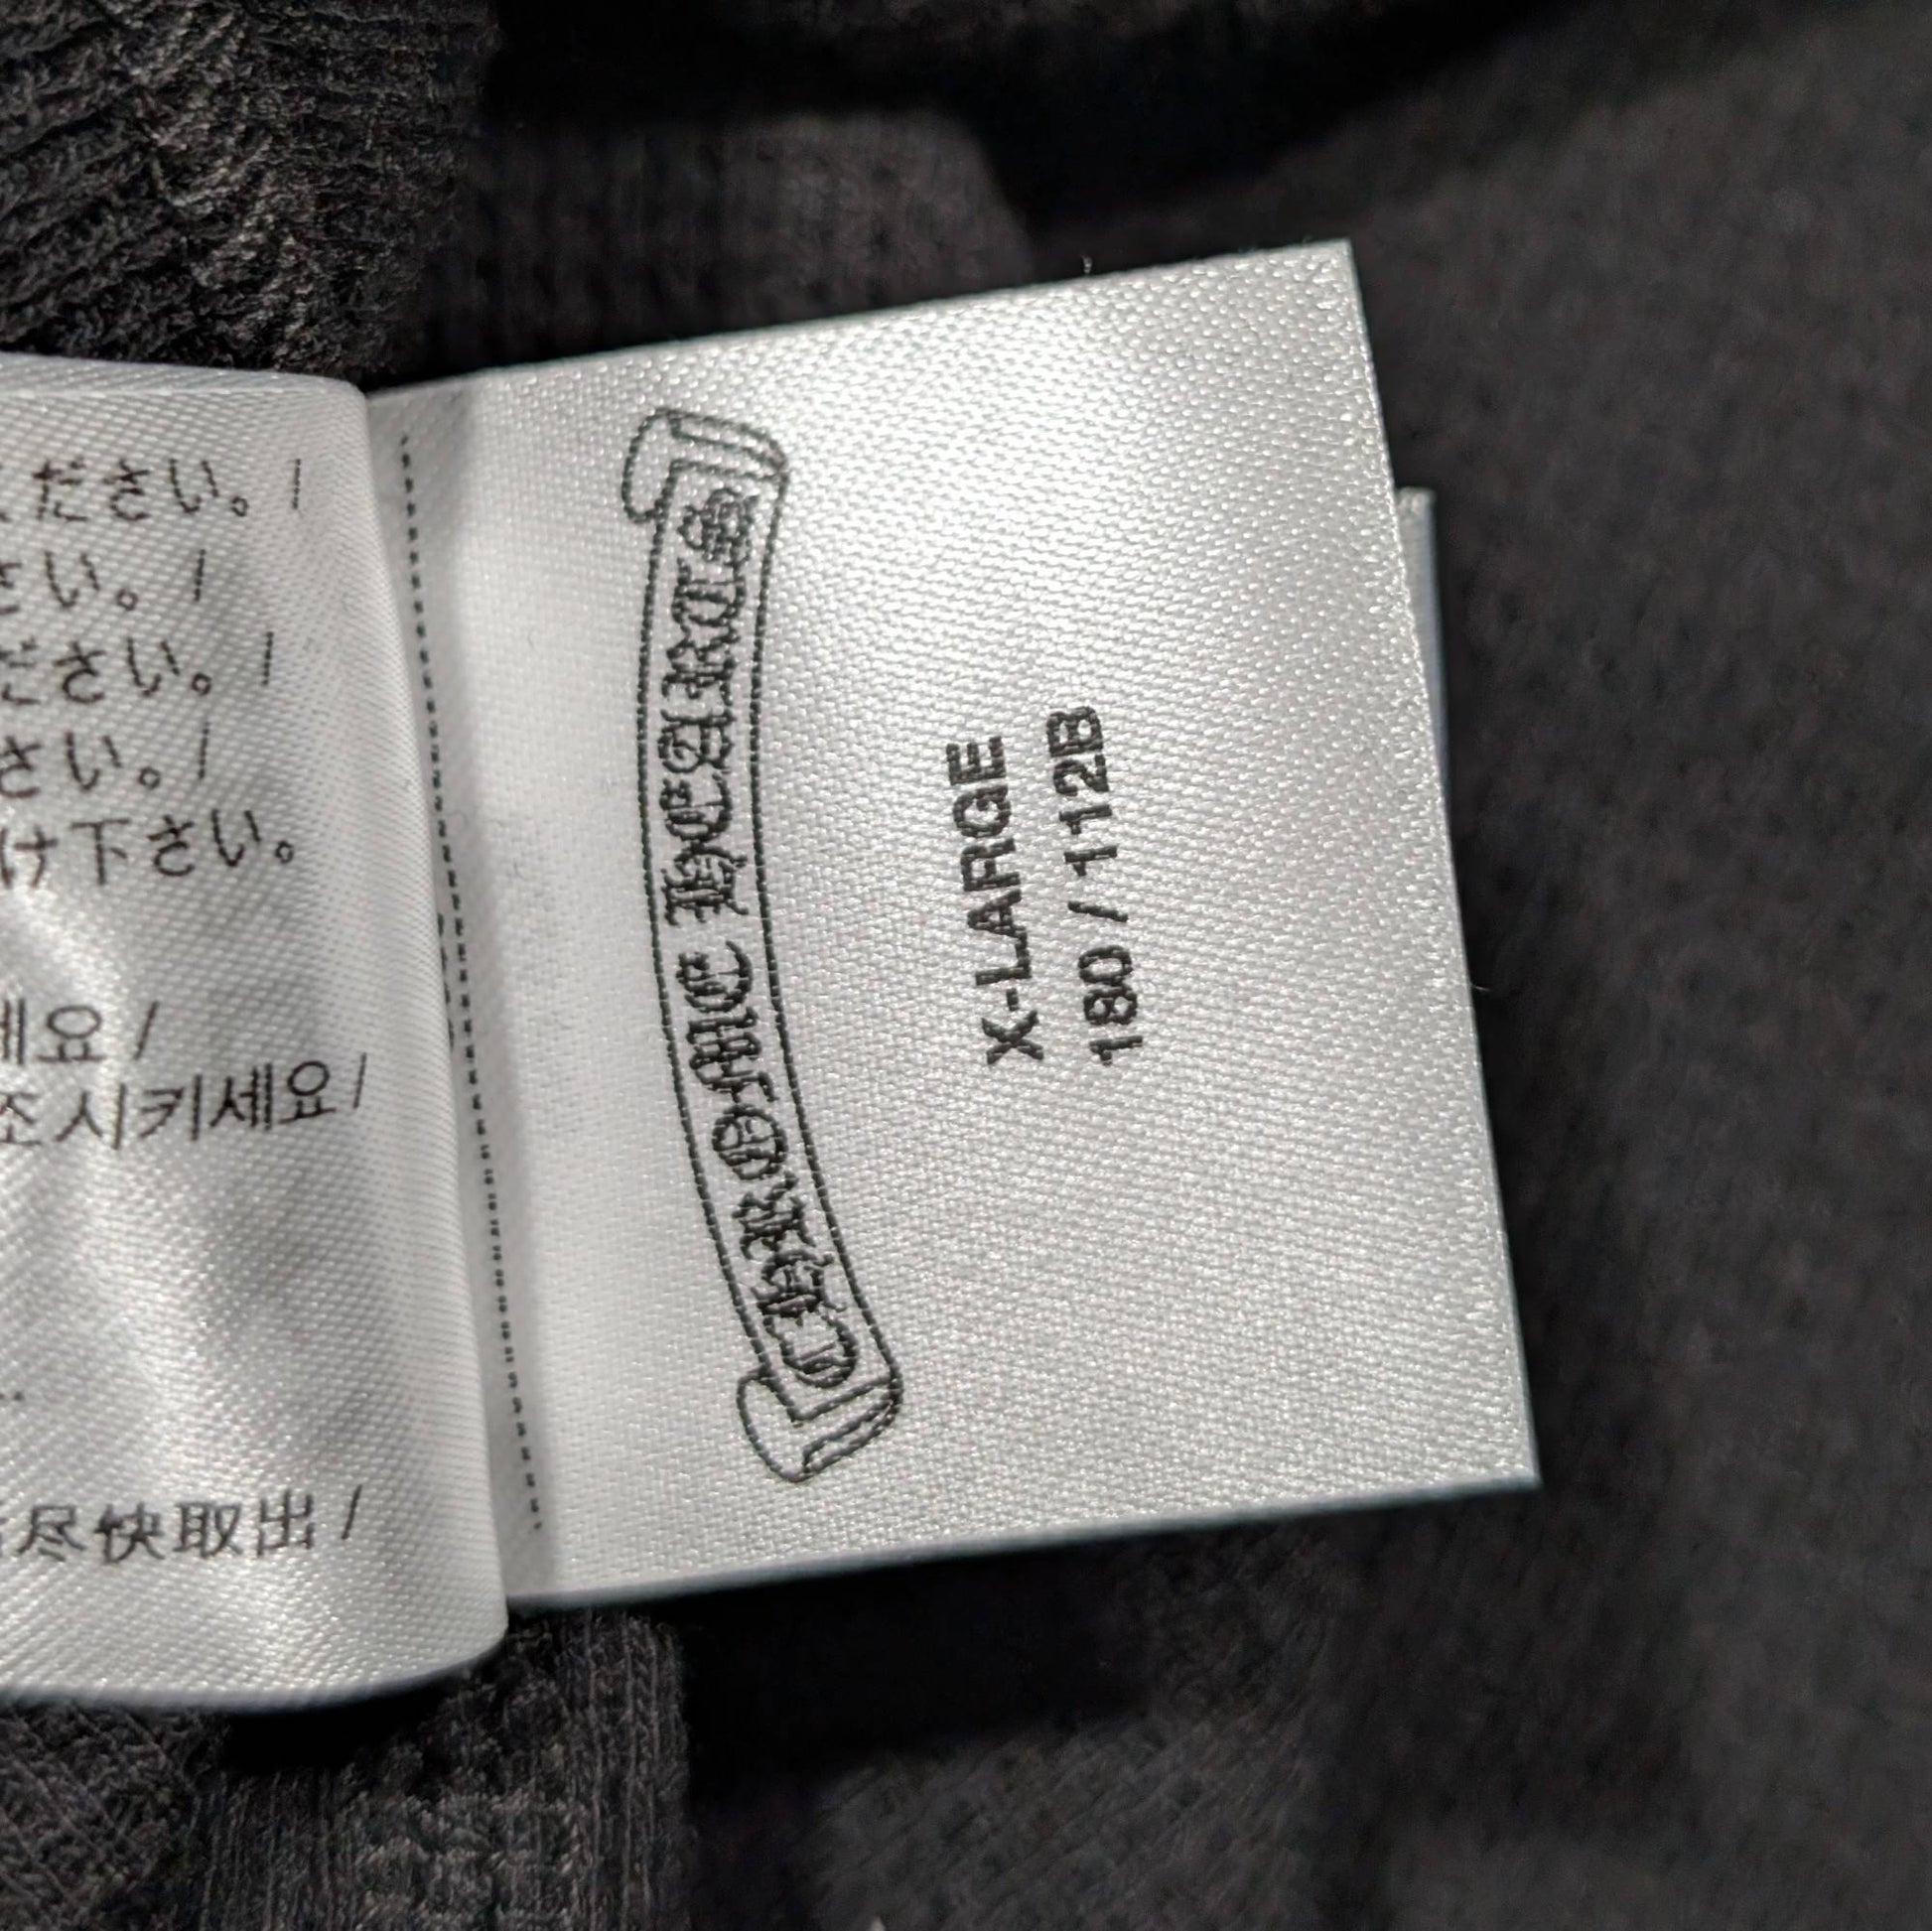 ださい。 /
さい。 /
ださい。 /
さい。 /
け下さい。
세요 /
조시키세요 /
尽快取出 /
CHROME HEARTS
X-LARGE
180 / 112B